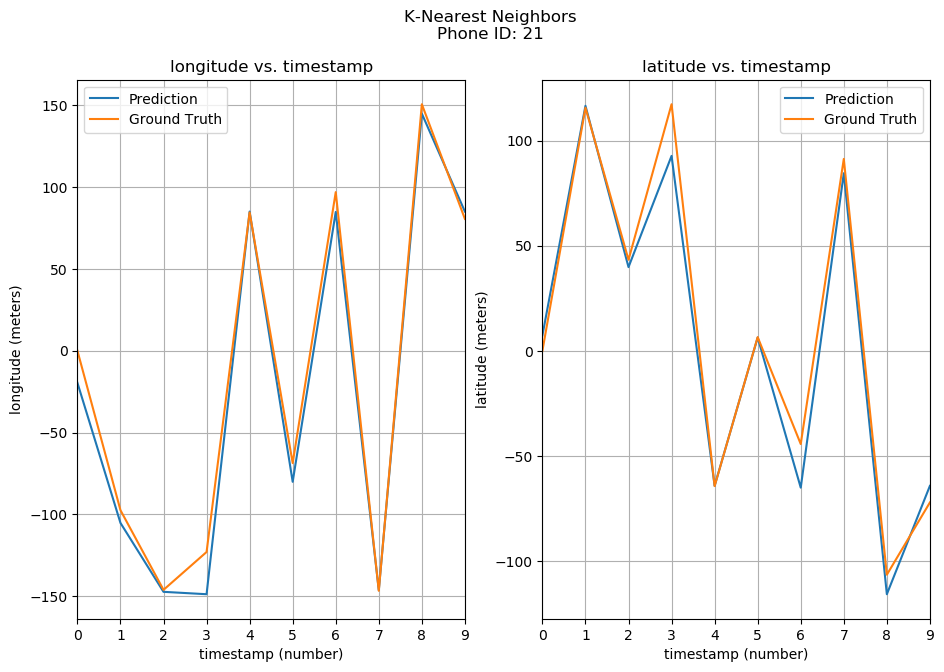 K-Nearest Neighbors
Phone ID: 21
longitude vs. timestamp
Prediction
Ground Truth
150
100
50
0
−50
−100
−150
longitude (meters)
0 1 2 3 4 5 6 7 8 9
timestamp (number)
latitude vs. timestamp
Prediction
Ground Truth
100
50
0
−50
−100
latitude (meters)
0 1 2 3 4 5 6 7 8 9
timestamp (number)